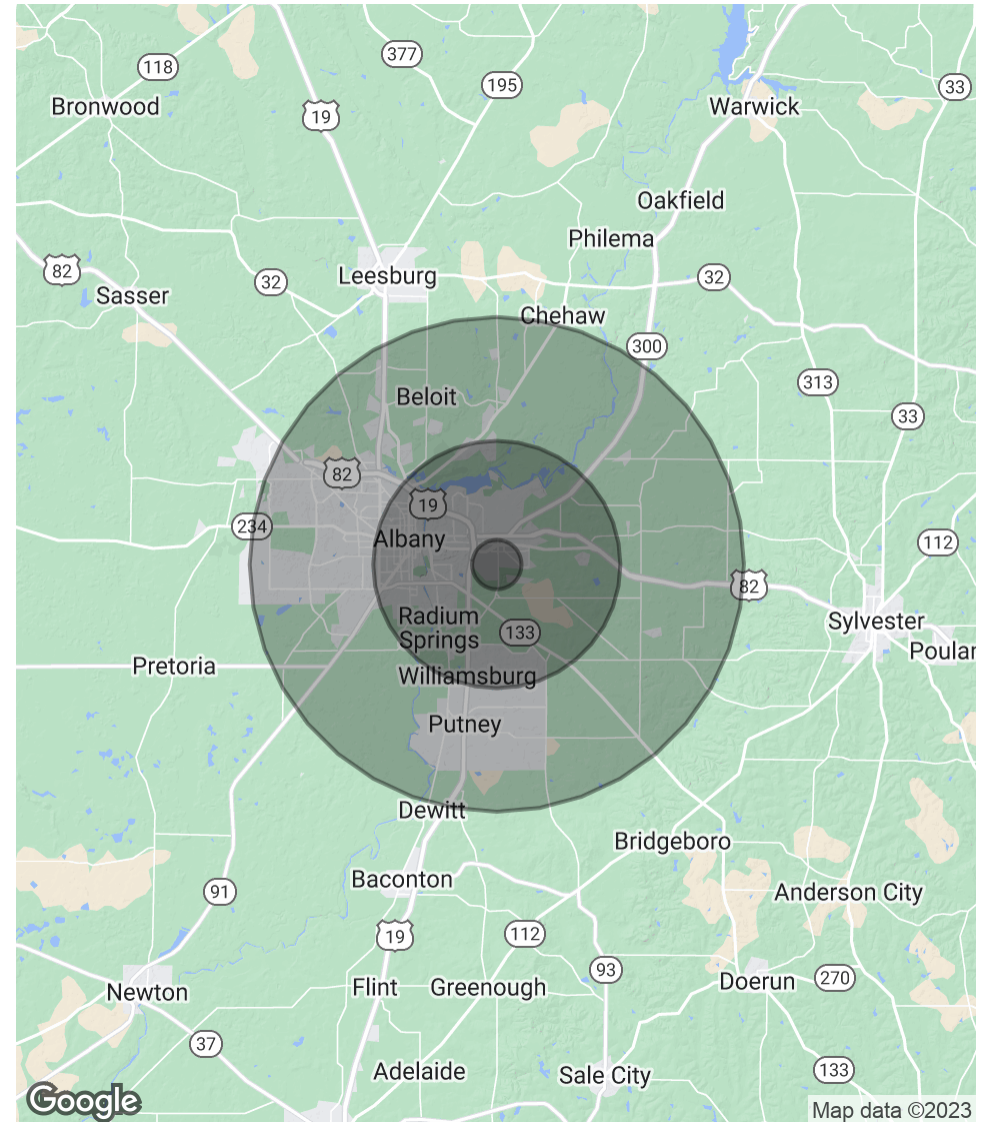 377
118
195
33
Bronwood
19
Warwick
Oakfield
Philema
82
Leesburg
32
32
Sasser
Chehaw
300
313
Beloit
33
82
19
234
Albany
112
82
Radium
Springs
133
Sylvester
Poular
Pretoria
Williamsburg
Putney
Dewitt
Bridgeboro
Baconton
91
Anderson City
112
19
93
270
Doerun
Flint
Greenough
Newton
37
Adelaide
Sale City
133
Google
Map data ©2023